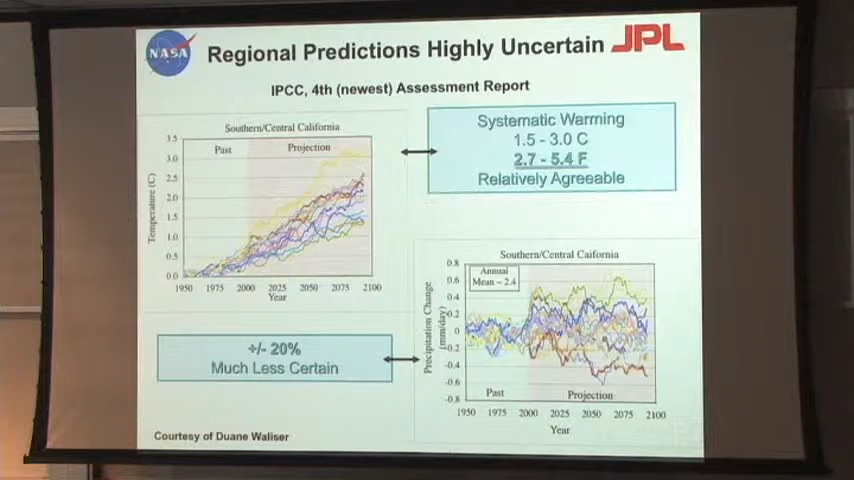 NASA
Regional Predictions Highly Uncertain
JPL
IPCC, 4th (newest) Assessment Report
Southern/Central California
Past
Projection
Temperature (C)
3.5
3.0
2.5
2.0
1.5
1.0
0.5
0.0
1950 1975 2000 2025 2050 2075 2100
Year
Systematic Warming
1.5 - 3.0 C
2.7 - 5.4 F
Relatively Agreeable
Southern/Central Caifornia
Annual
Mean ~ 2.4
Precipitation Change
(mm/day)
0.8
0.6
0.4
0.2
0
-0.2
-0.4
-0.6
-0.8
Past
Projection
1950 1975 2000 2025 2050 2075 2100
Year
+/- 20%
Much Less Certain
Courtesy of Duane Waliser